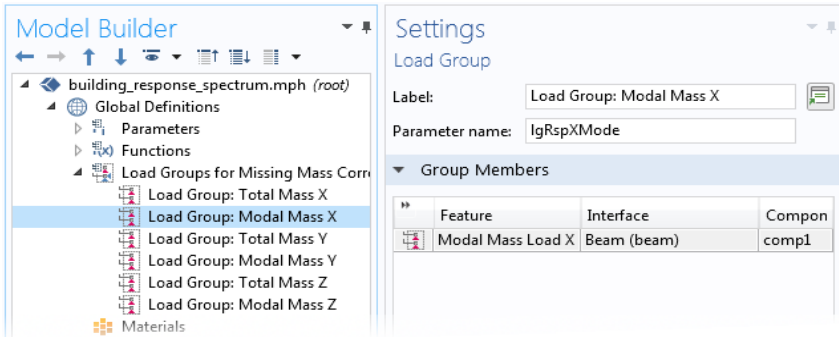 Model Builder
building_response_spectrum.mph (root)
Global Definitions
Parameters
Functions
Load Groups for Missing Mass Corre
Load Group: Total Mass X
Load Group: Modal Mass X
Load Group: Total Mass Y
Load Group: Modal Mass Y
Load Group: Total Mass Z
Load Group: Modal Mass Z
Materials
Settings
Load Group
Label: Load Group: Modal Mass X
Parameter name: lgRspXMode
Group Members
Feature Interface Compon
Modal Mass Load X Beam (beam) comp1